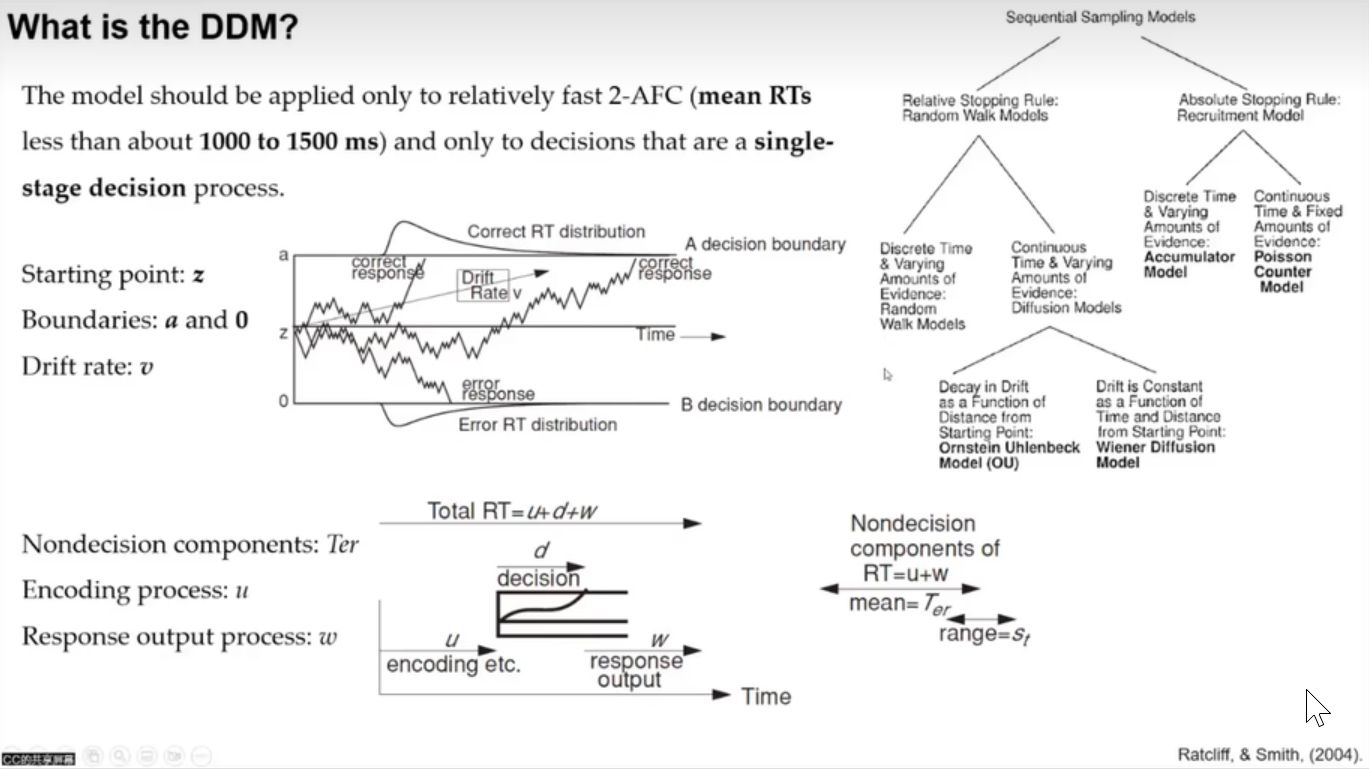 What is the DDM?
The model should be applied only to relatively fast 2-AFC (mean RTs
less than about 1000 to 1500 ms) and only to decisions that are a single-
stage decision process.
Starting point: z
Boundaries: a and 0
Drift rate: v
Correct RT distribution
a
A decision boundary
correct
response
Drift
Rate v
correct
response
z
Time
error
response
0
B decision boundary
Error RT distribution
Sequential Sampling Models
Relative Stopping Rule:
Random Walk Models
Absolute Stopping Rule:
Recruitment Model
Discrete Time
& Varying
Amounts of
Evidence:
Random
Walk Models
Continuous
Time & Varying
Amounts of
Evidence:
Diffusion Models
Discrete Time
& Varying
Amounts of
Evidence:
Accumulator
Model
Continuous
Time & Fixed
Amounts of
Evidence:
Poisson
Counter
Model
Decay in Drift
as a Function of
Distance from
Starting Point:
Ornstein Uhlenbeck
Model (OU)
Drift is Constant
as a Function of
Time and Distance
from Starting Point:
Wiener Diffusion
Model
Nondecision components: Ter
Encoding process: u
Response output process: w
Total RT=u+d+w
d
decision
u
encoding etc.
w
response
output
Time
Nondecision
components of
RT=u+w
mean= Ter
range=st
CC的共享屏幕
Ratcliff, & Smith, (2004).